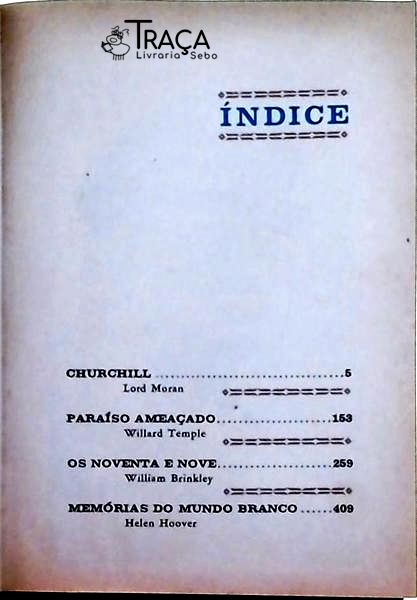 TRAÇA
Livraria Sebo
ÍNDICE
CHURCHILL ........................... 5
Lord Moran
PARAÍSO AMEAÇADO ................ 153
Willard Temple
OS NOVENTA E NOVE ................ 259
William Brinkley
MEMÓRIAS DO MUNDO BRANCO ...... 409
Helen Hoover